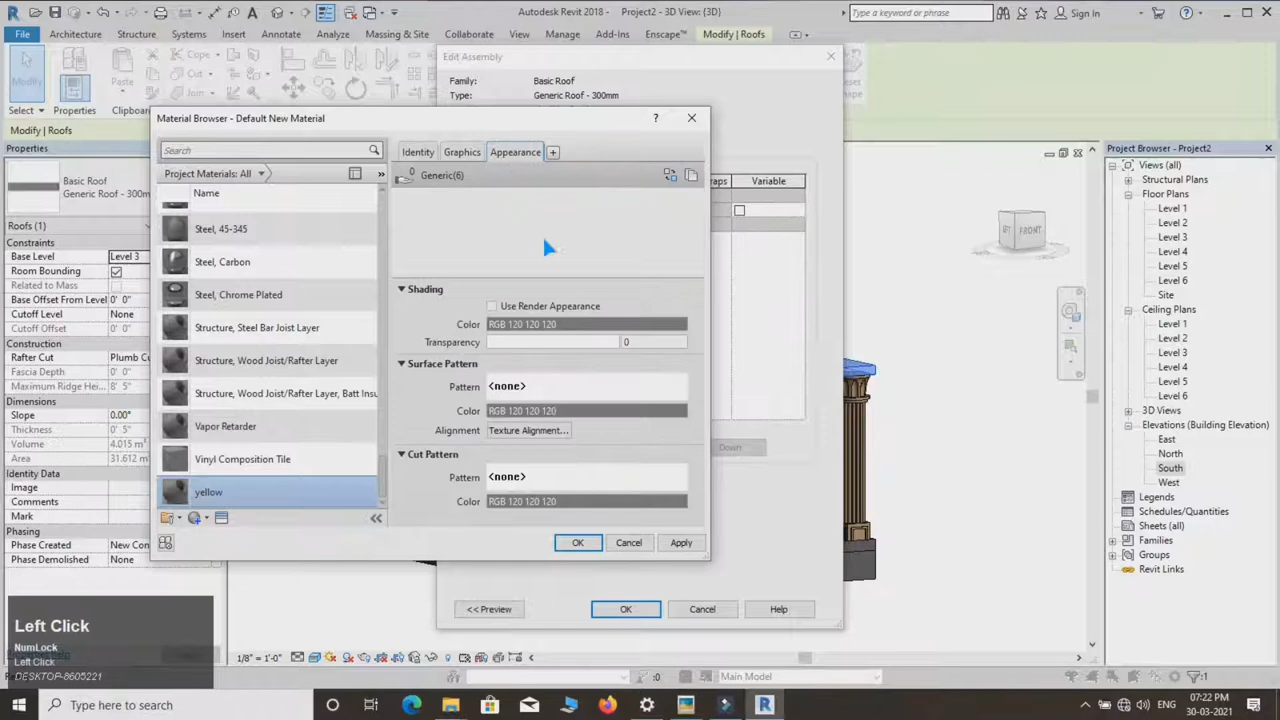 Autodesk Revit 2018 - Project2 - 3D View: {3D}
Type a keyword or phrase
Sign In
File Architecture Structure Systems Insert Annotate Analyze Massing & Site Collaborate View Manage Add-Ins Enscape™ Modify | Roofs
Modify
Paste
Cope
Cut
Join
Select
Properties
Clipboard
Modify | Roofs
Edit Assembly
Family: Basic Roof
Type: Generic Roof - 300mm
Variable
Down
<< Preview
OK
Cancel
Help
Properties
Basic Roof
Generic Roof - 300mm
Roofs (1)
Constraints
Base Level Level 3
Room Bounding
Related to Mass
Base Offset From Level 0' 0"
Cutoff Level None
Cutoff Offset 0' 0"
Construction
Rafter Cut Plumb Cu
Fascia Depth 0' 0"
Maximum Ridge Hei... 8' 5"
Dimensions
Slope 0.00°
Thickness 0' 5"
Volume 4.015 m³
Area 31.612 m²
Identity Data
Image
Comments
Mark
Phasing
Phase Created New Con
Phase Demolished None
Material Browser - Default New Material
Search
Project Materials: All
Name
Steel, 45-345
Steel, Carbon
Steel, Chrome Plated
Structure, Steel Bar Joist Layer
Structure, Wood Joist/Rafter Layer
Structure, Wood Joist/Rafter Layer, Batt Insu
Vapor Retarder
Vinyl Composition Tile
yellow
Identity Graphics Appearance
0
Generic(6)
Shading
Use Render Appearance
Color RGB 120 120 120
Transparency 0
Surface Pattern
Pattern <none>
Color RGB 120 120 120
Alignment Texture Alignment...
Cut Pattern
Pattern <none>
Color RGB 120 120 120
OK
Cancel
Apply
FRONT
Project Browser - Project2
Views (all)
Structural Plans
Floor Plans
Level 1
Level 2
Level 3
Level 4
Level 5
Level 6
Site
Ceiling Plans
Level 1
Level 2
Level 3
Level 4
Level 5
Level 6
3D Views
Elevations (Building Elevation)
East
North
South
West
Legends
Schedules/Quantities
Sheets (all)
Families
Groups
Revit Links
Left Click
NumLock
Left Click
DESKTOP-8605221
1/8" = 1'-0"
:0
Main Model
:1
Type here to search
ENG
07:22 PM
30-03-2021